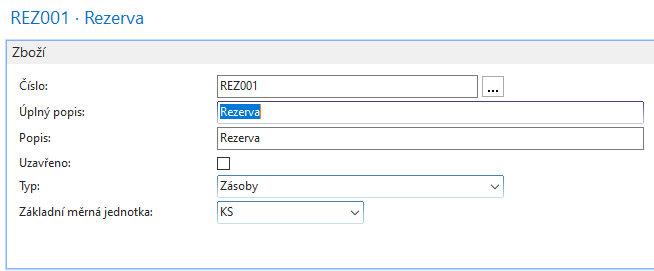 REZ001 · Rezerva
Zboží
Číslo: REZ001 ...
Úplný popis: Rezerva
Popis: Rezerva
Uzavřeno:
Typ: Zásoby
Základní měrná jednotka: KS